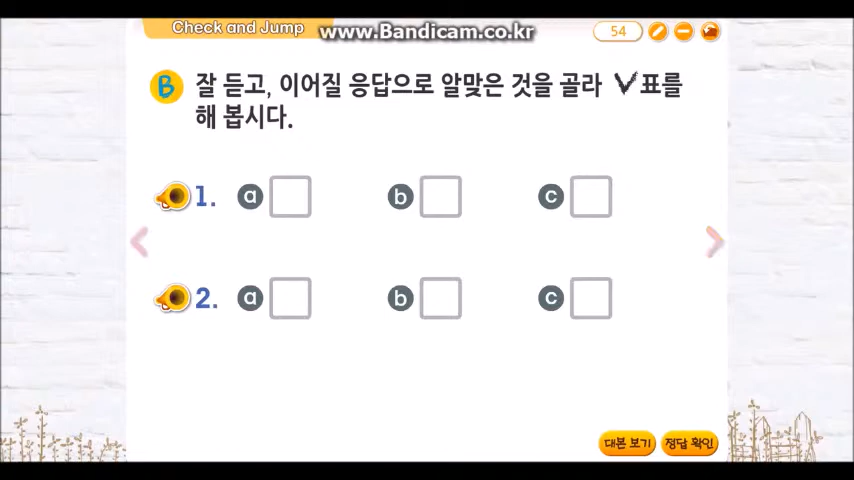 Check and Jump
www.Bandicam.co.kr
54
B 잘 듣고, 이어질 응답으로 알맞은 것을 골라 ∨표를
해 봅시다.
1. a b c
2. a b c
대본 보기 정답 확인